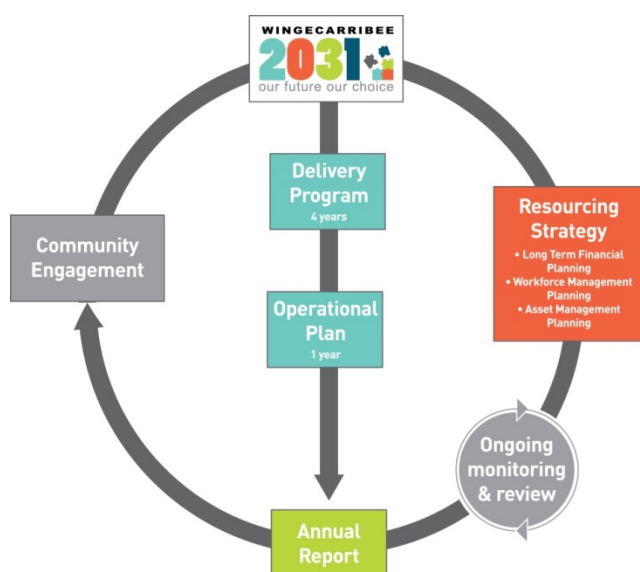 WINGECARRIBEE
2031
our future our choice
Delivery
Program
4 years
Community
Engagement
Resourcing
Strategy
• Long Term Financial
Planning
• Workforce Management
Planning
• Asset Management
Planning
Operational
Plan
1 year
Ongoing
monitoring
& review
Annual
Report